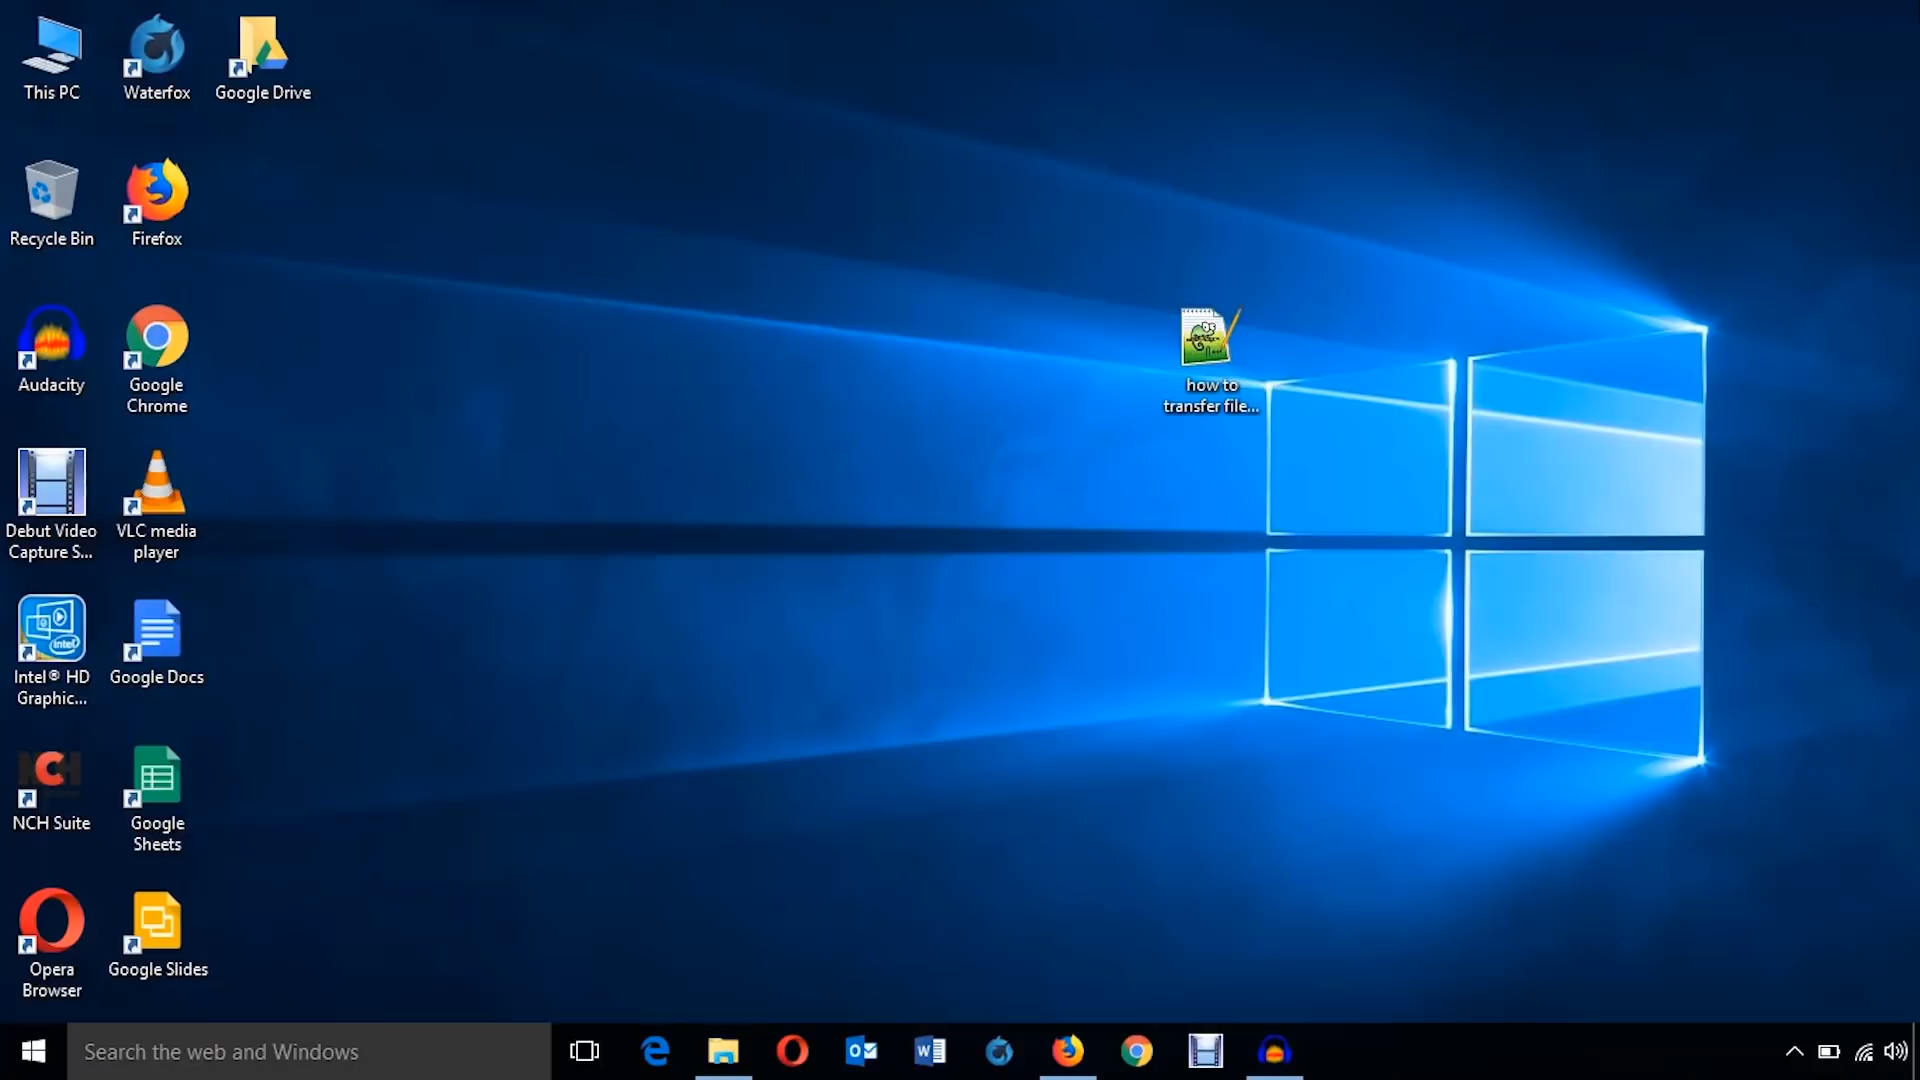 This PC
Waterfox
Google Drive
Recycle Bin
Firefox
Audacity
Google
Chrome
how to
transfer file...
Debut Video
Capture S...
VLC media
player
intel
Intel® HD
Graphic...
Google Docs
NCH
NCH Suite
Google
Sheets
Opera
Browser
Google Slides
Search the web and Windows